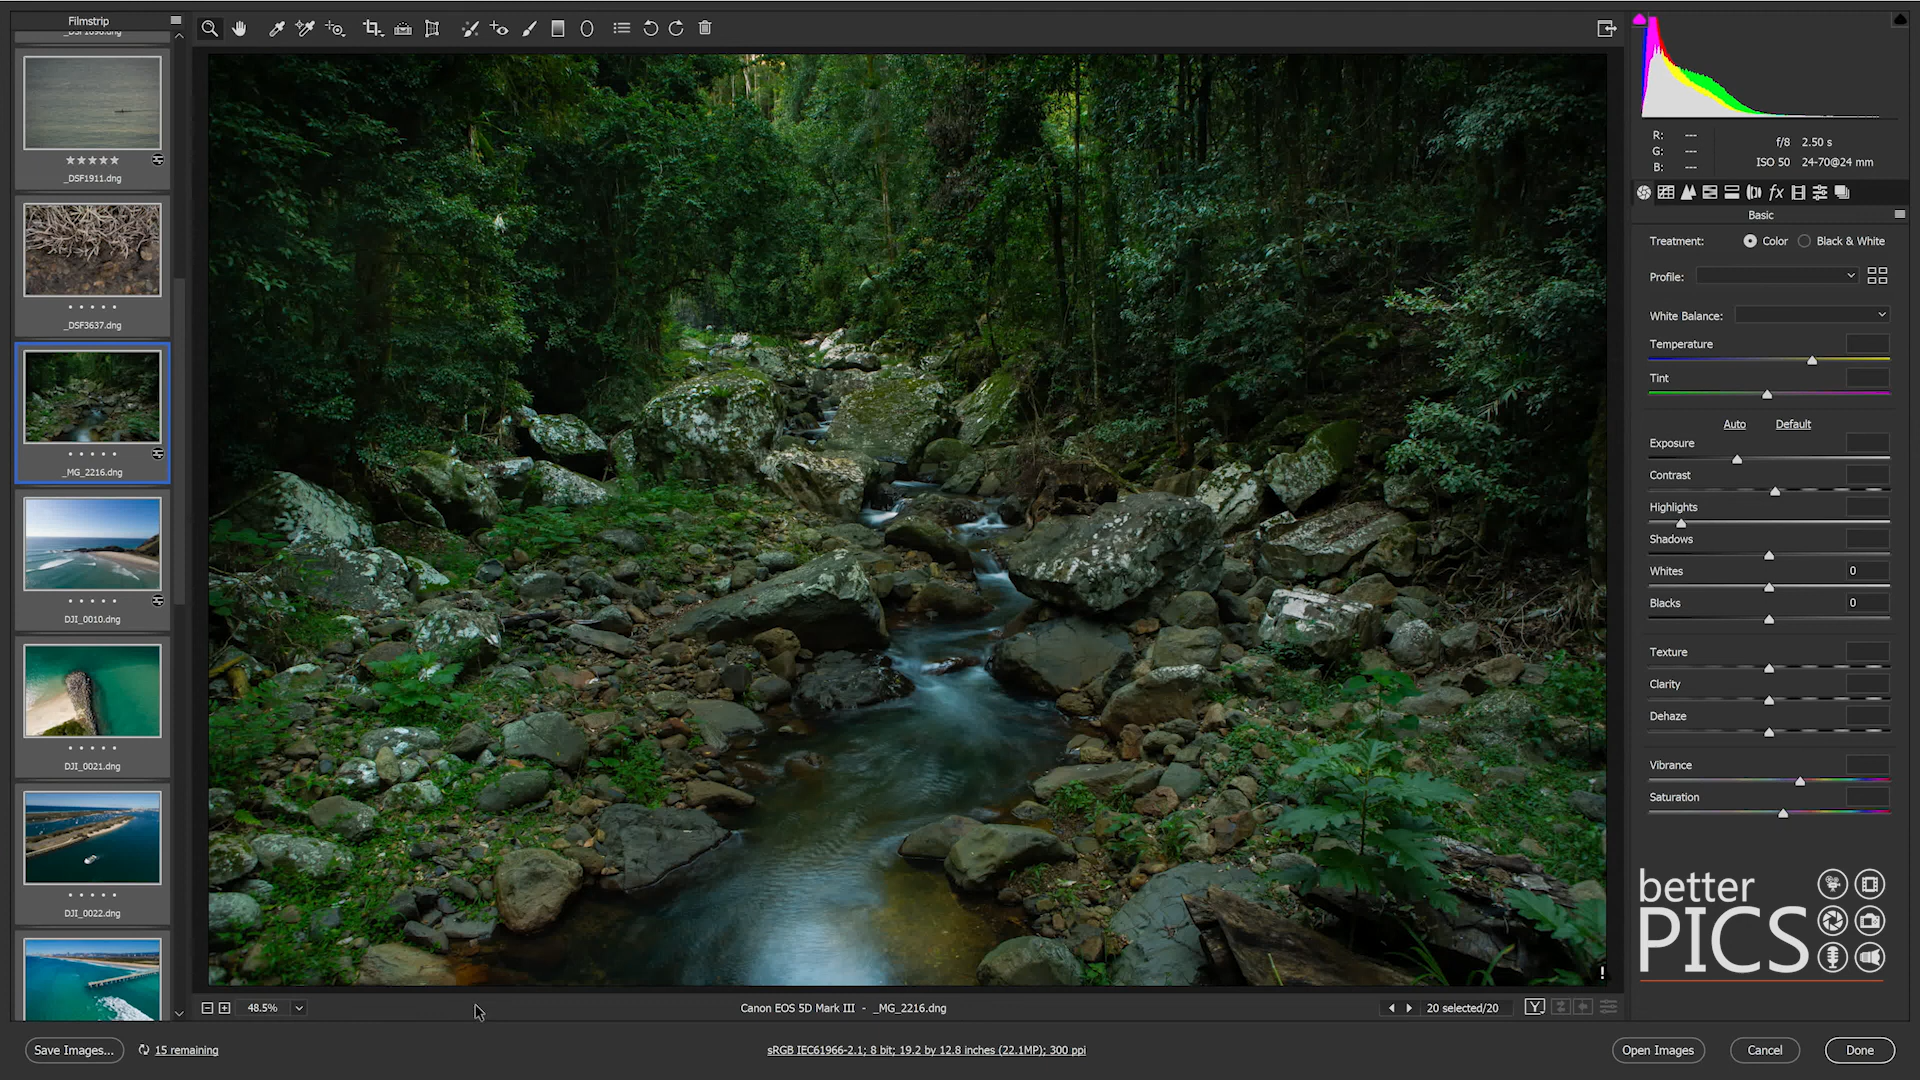 Filmstrip
_DSF1898.dng
_DSF1911.dng
_DSF3637.dng
_MG_2216.dng
DJI_0010.dng
DJI_0021.dng
DJI_0022.dng
48.5%
Canon EOS 5D Mark III - _MG_2216.dng
20 selected/20
Y
Save Images...
15 remaining
sRGB IEC61966-2.1; 8 bit; 19.2 by 12.8 inches (22.1MP); 300 ppi
Open Images
Cancel
Done
R: ---
G: ---
B: ---
f/8 2.50 s
ISO 50 24-70@24 mm
fx
Basic
Treatment: Color Black & White
Profile:
White Balance:
Temperature
Tint
Auto Default
Exposure
Contrast
Highlights
Shadows
Whites 0
Blacks 0
Texture
Clarity
Dehaze
Vibrance
Saturation
better
PICS